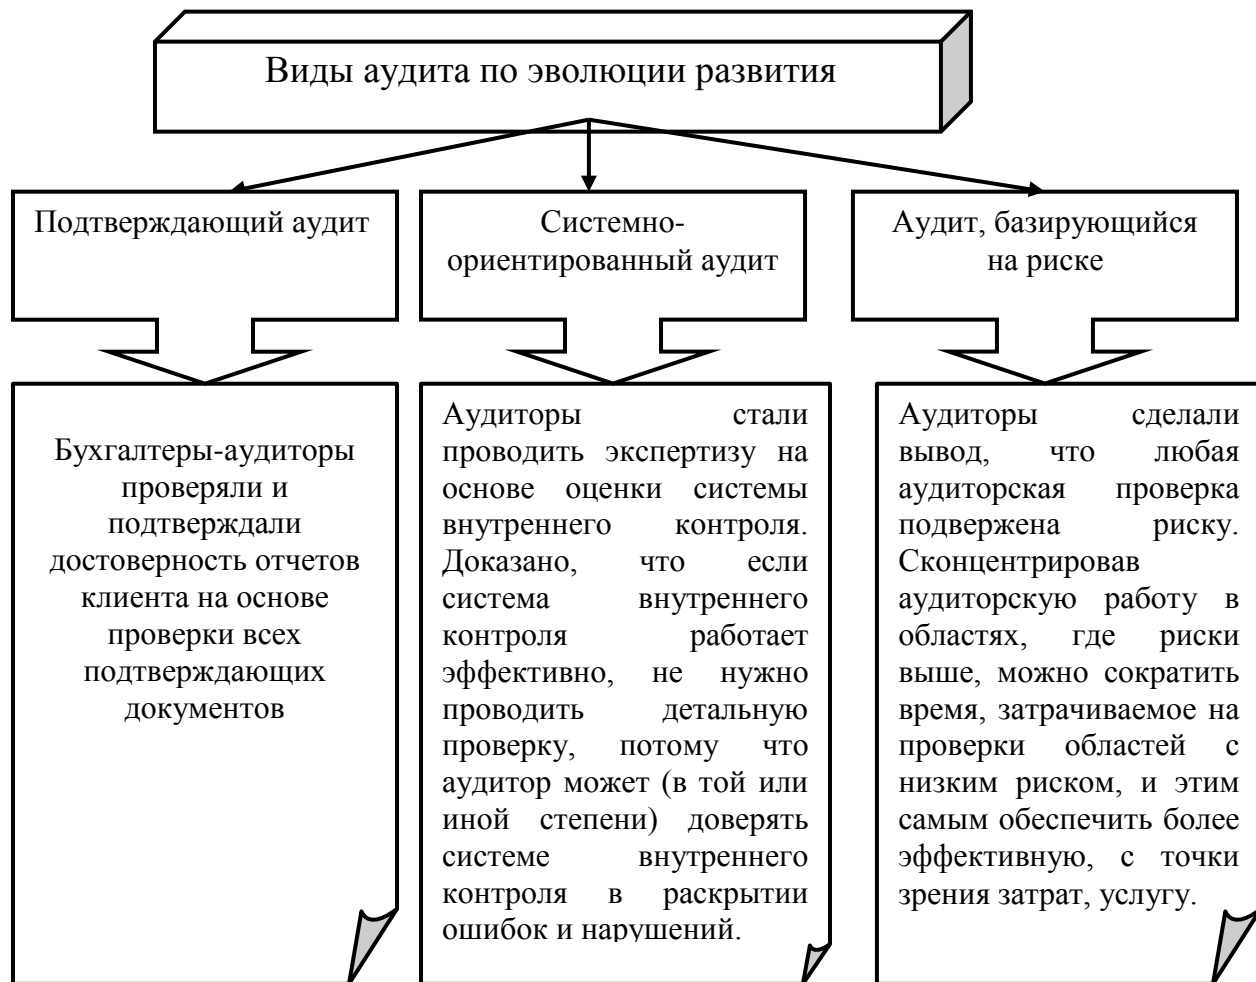 Виды аудита по эволюции развития
Подтверждающий аудит
Системно-
ориентированный аудит
Аудит, базирующийся
на риске
Бухгалтеры-аудиторы
проверяли и
подтверждали
достоверность отчетов
клиента на основе
проверки всех
подтверждающих
документов
Аудиторы стали
проводить экспертизу на
основе оценки системы
внутреннего контроля.
Доказано, что если
система внутреннего
контроля работает
эффективно, не нужно
проводить детальную
проверку, потому что
аудитор может (в той или
иной степени) доверять
системе внутреннего
контроля в раскрытии
ошибок и нарушений.
Аудиторы сделали
вывод, что любая
аудиторская проверка
подвержена риску.
Сконцентрировав
аудиторскую работу в
областях, где риски
выше, можно сократить
время, затрачиваемое на
проверки областей с
низким риском, и этим
самым обеспечить более
эффективную, с точки
зрения затрат, услугу.